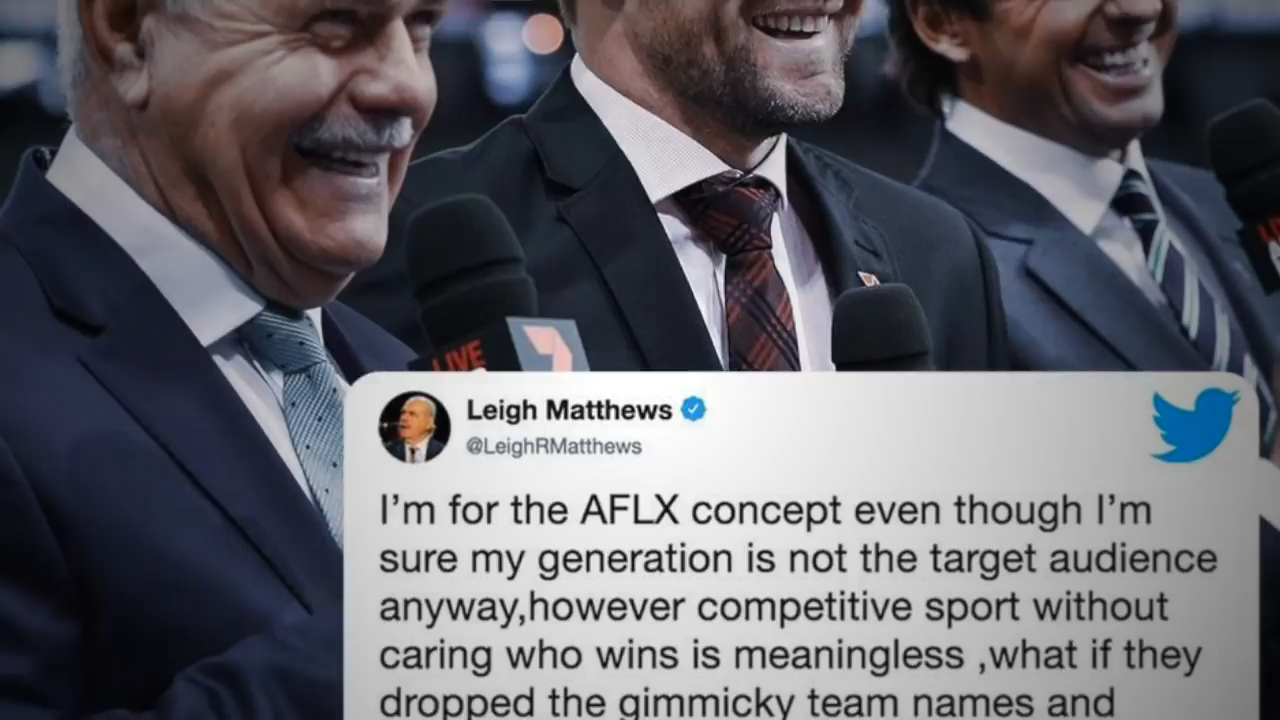 LIVE
7
Leigh Matthews
@LeighRMatthews
I'm for the AFLX concept even though I'm
sure my generation is not the target audience
anyway,however competitive sport without
caring who wins is meaningless ,what if they
dropped the gimmicky team names and